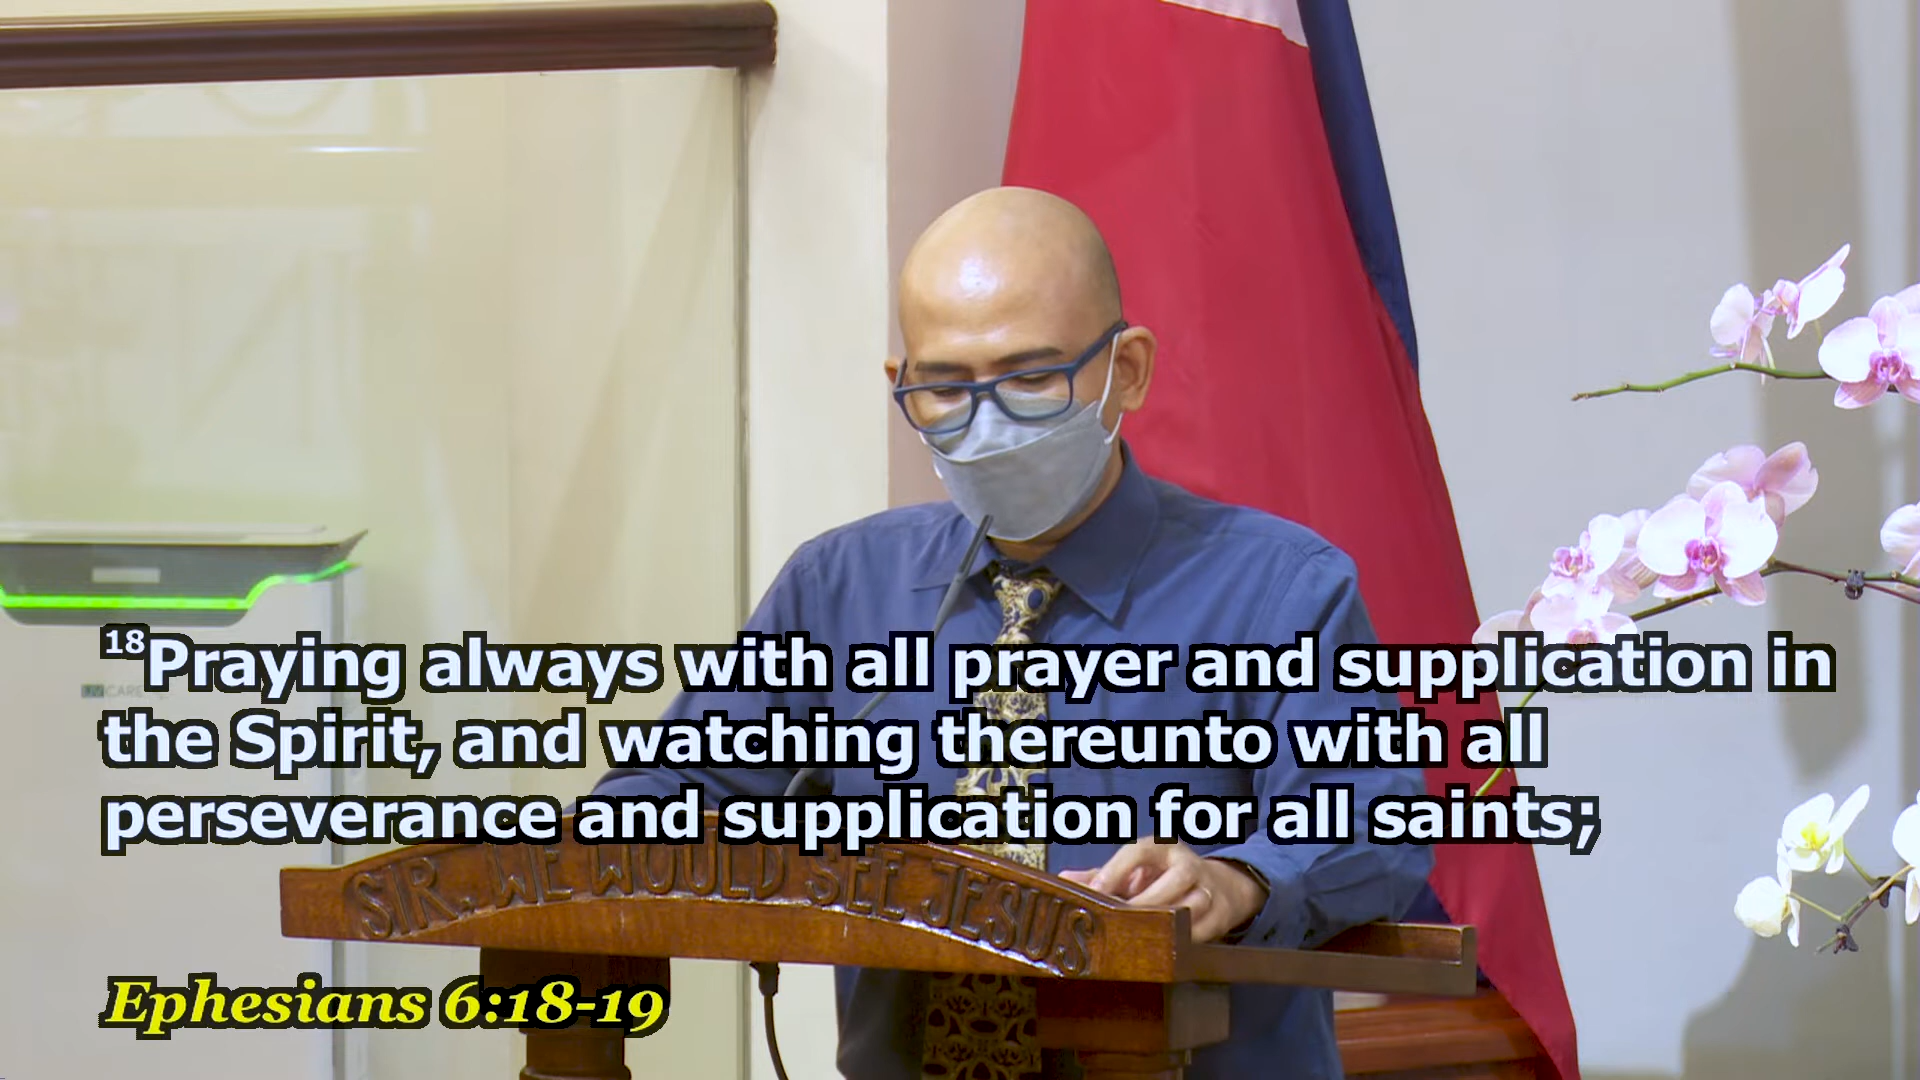 18Praying always with all prayer and supplication in
the Spirit, and watching thereunto with all
perseverance and supplication for all saints;
UVCARE
SIR, WE WOULD SEE JESUS
Ephesians 6:18-19